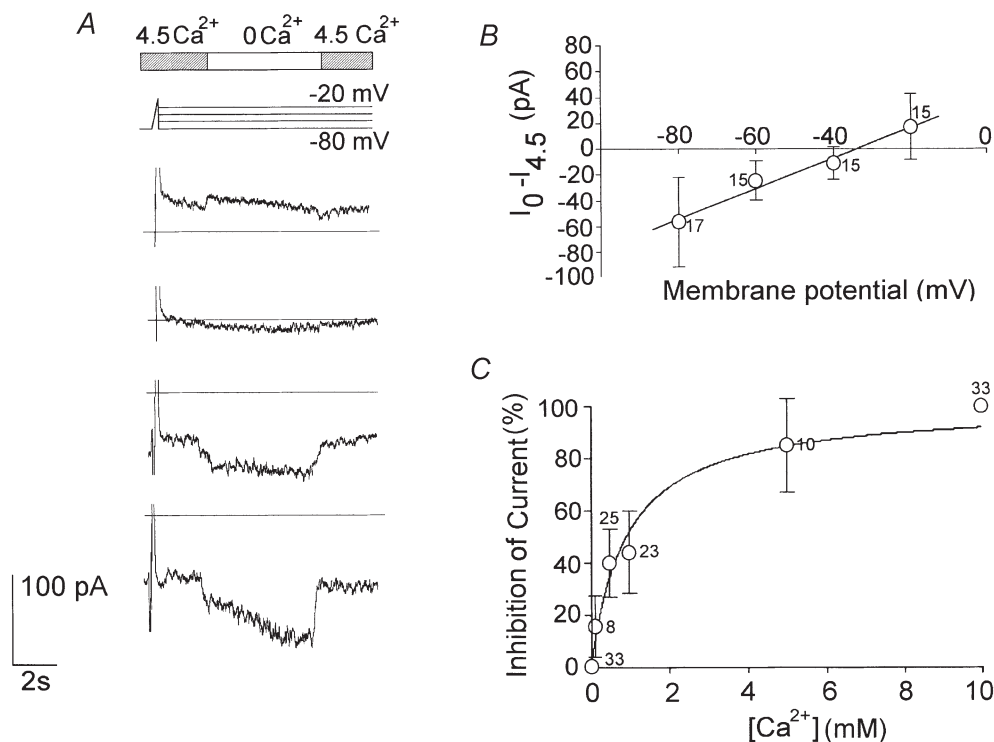 A
4.5 Ca2+ 0 Ca2+ 4.5 Ca2+
-20 mV
-80 mV
100 pA
2s
B
I0-I4.5 (pA)
80
60
40
20
0
-20
-40
-60
-80
-100
-80 -60 -40 0
17
15
15
15
Membrane potential (mV)
C
Inhibition of Current(%)
100
80
60
40
20
0
33
8
25
23
10
33
0 2 4 6 8 10
[Ca2+] (mM)